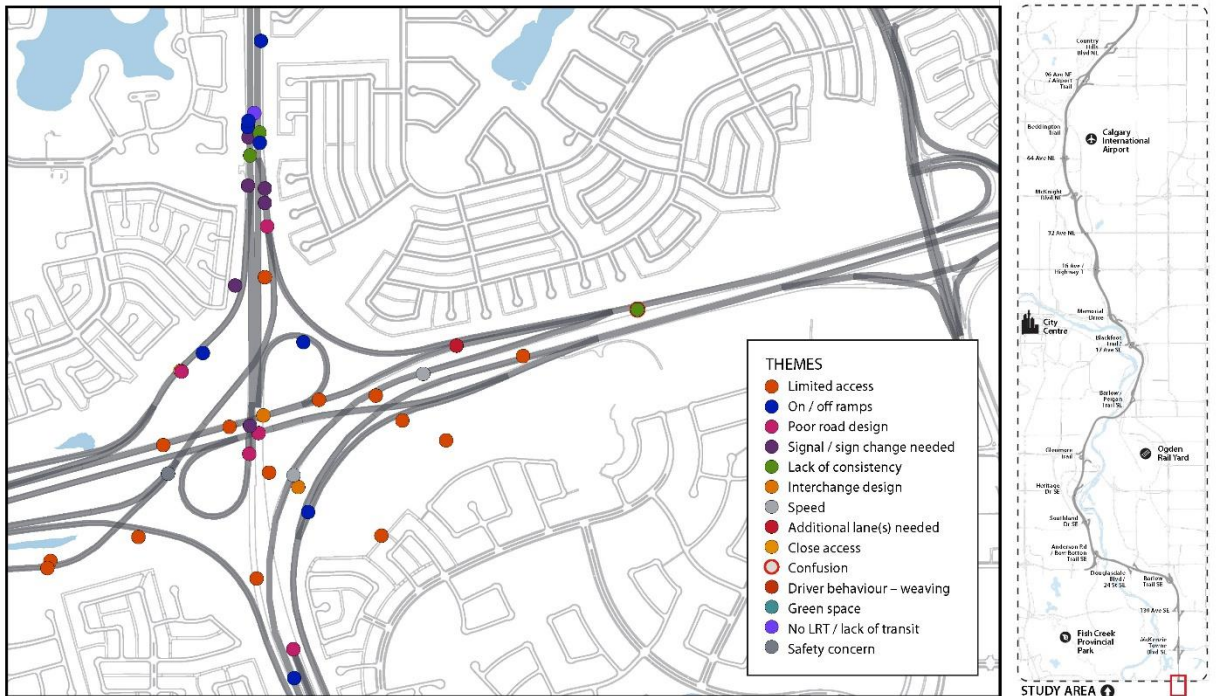 THEMES
Limited access
On / off ramps
Poor road design
Signal / sign change needed
Lack of consistency
Interchange design
Speed
Additional lane(s) needed
Close access
Confusion
Driver behaviour – weaving
Green space
No LRT / lack of transit
Safety concern
Country
Hills
Blvd NE
96 Ave NE
/ Airport
Trail
Beddington
Trail
Calgary
International
Airport
64 Ave NE
McKnight
Blvd NE
32 Ave NE
16 Ave /
Highway 1
Memorial
Drive
City
Centre
Blackfoot
Trail /
17 Ave SE
Barlow /
Peigan
Trail SE
Glenmore
Trail
Ogden
Rail Yard
Heritage
Dr SE
Southland
Dr SE
Anderson Rd
/ Bow Bottom
Trail SE
Douglasdale
Blvd /
24 St SE
Barlow
Trail SE
130 Ave SE
Fish Creek
Provincial
Park
McKenzie
Towne
Blvd SE
STUDY AREA